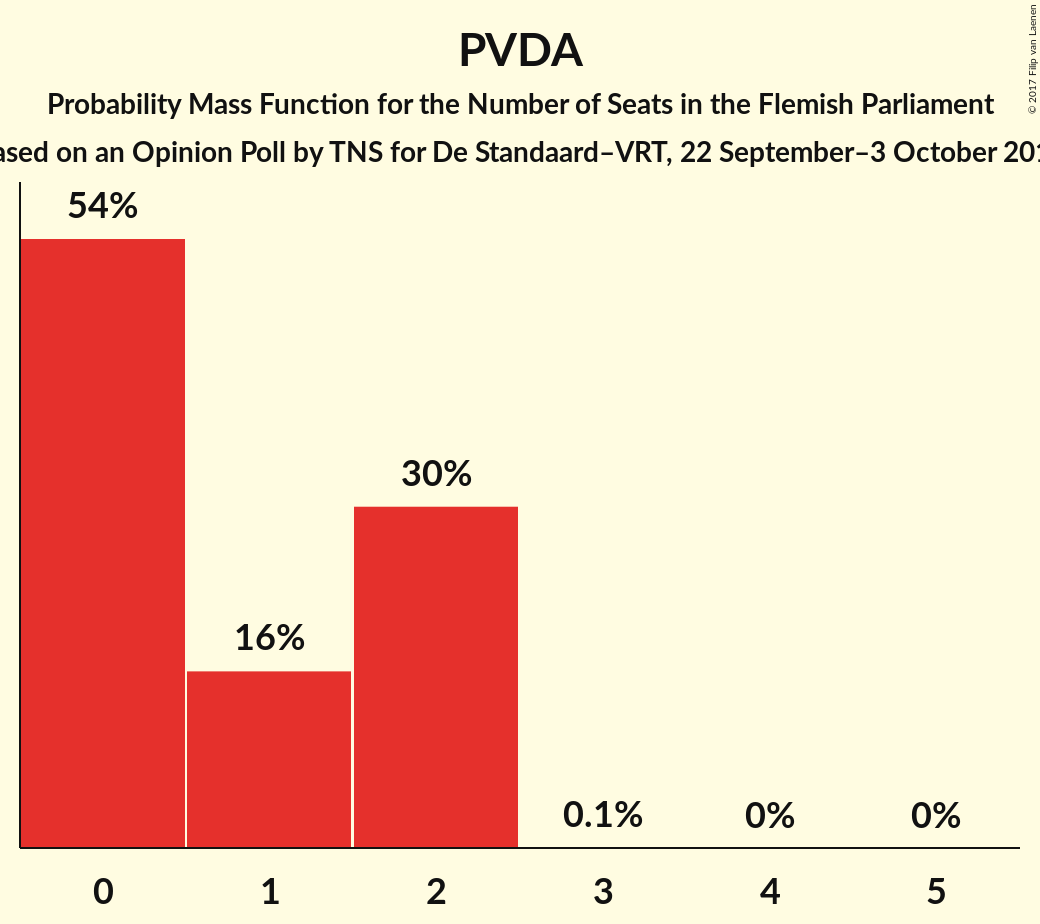 PVDA
Probability Mass Function for the Number of Seats in the Flemish Parliament
on an Opinion Poll by TNS for De Standaard–VRT, 22 September–3 October
54%
30%
16%
0.1% 0% 0%
0 1 2 3 4 5
© 2017 Filip van Laenen